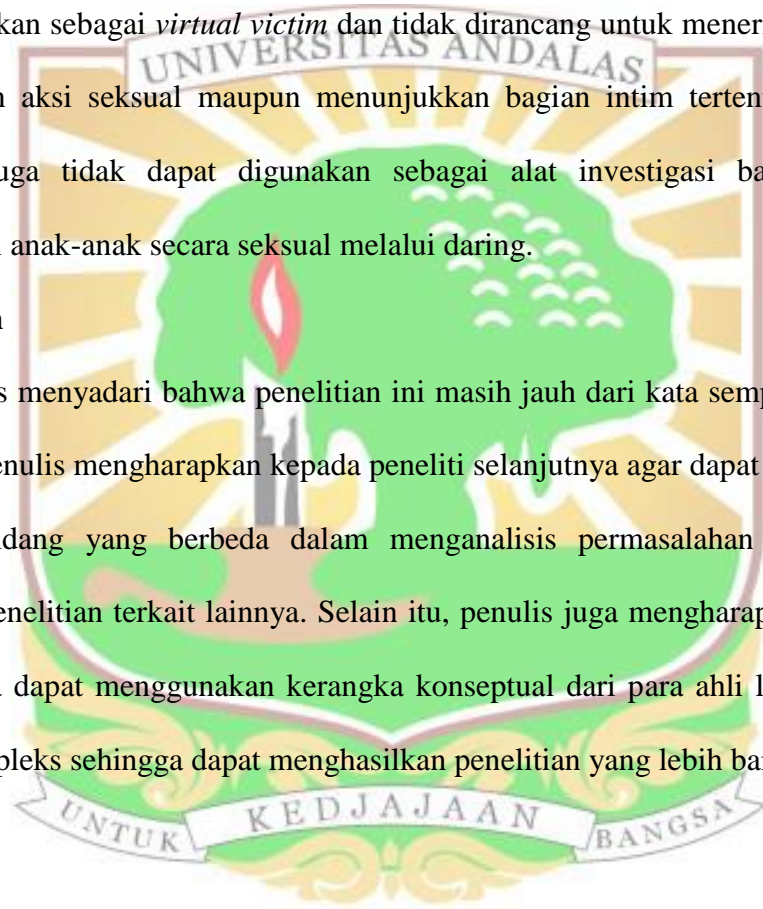 kan sebagai virtual victim dan tidak dirancang untuk mener
UNIVERSITAS ANDALAS
aksi seksual maupun menunjukkan bagian intim terten
uga tidak dapat digunakan sebagai alat investigasi ba
anak-anak secara seksual melalui daring.
s menyadari bahwa penelitian ini masih jauh dari kata semp
enulis mengharapkan kepada peneliti selanjutnya agar dapat
dang yang berbeda dalam menganalisis permasalahan
enelitian terkait lainnya. Selain itu, penulis juga mengharap
dapat menggunakan kerangka konseptual dari para ahli l
pleks sehingga dapat menghasilkan penelitian yang lebih bai
UNTUK KEDJAJAAN BANGSA